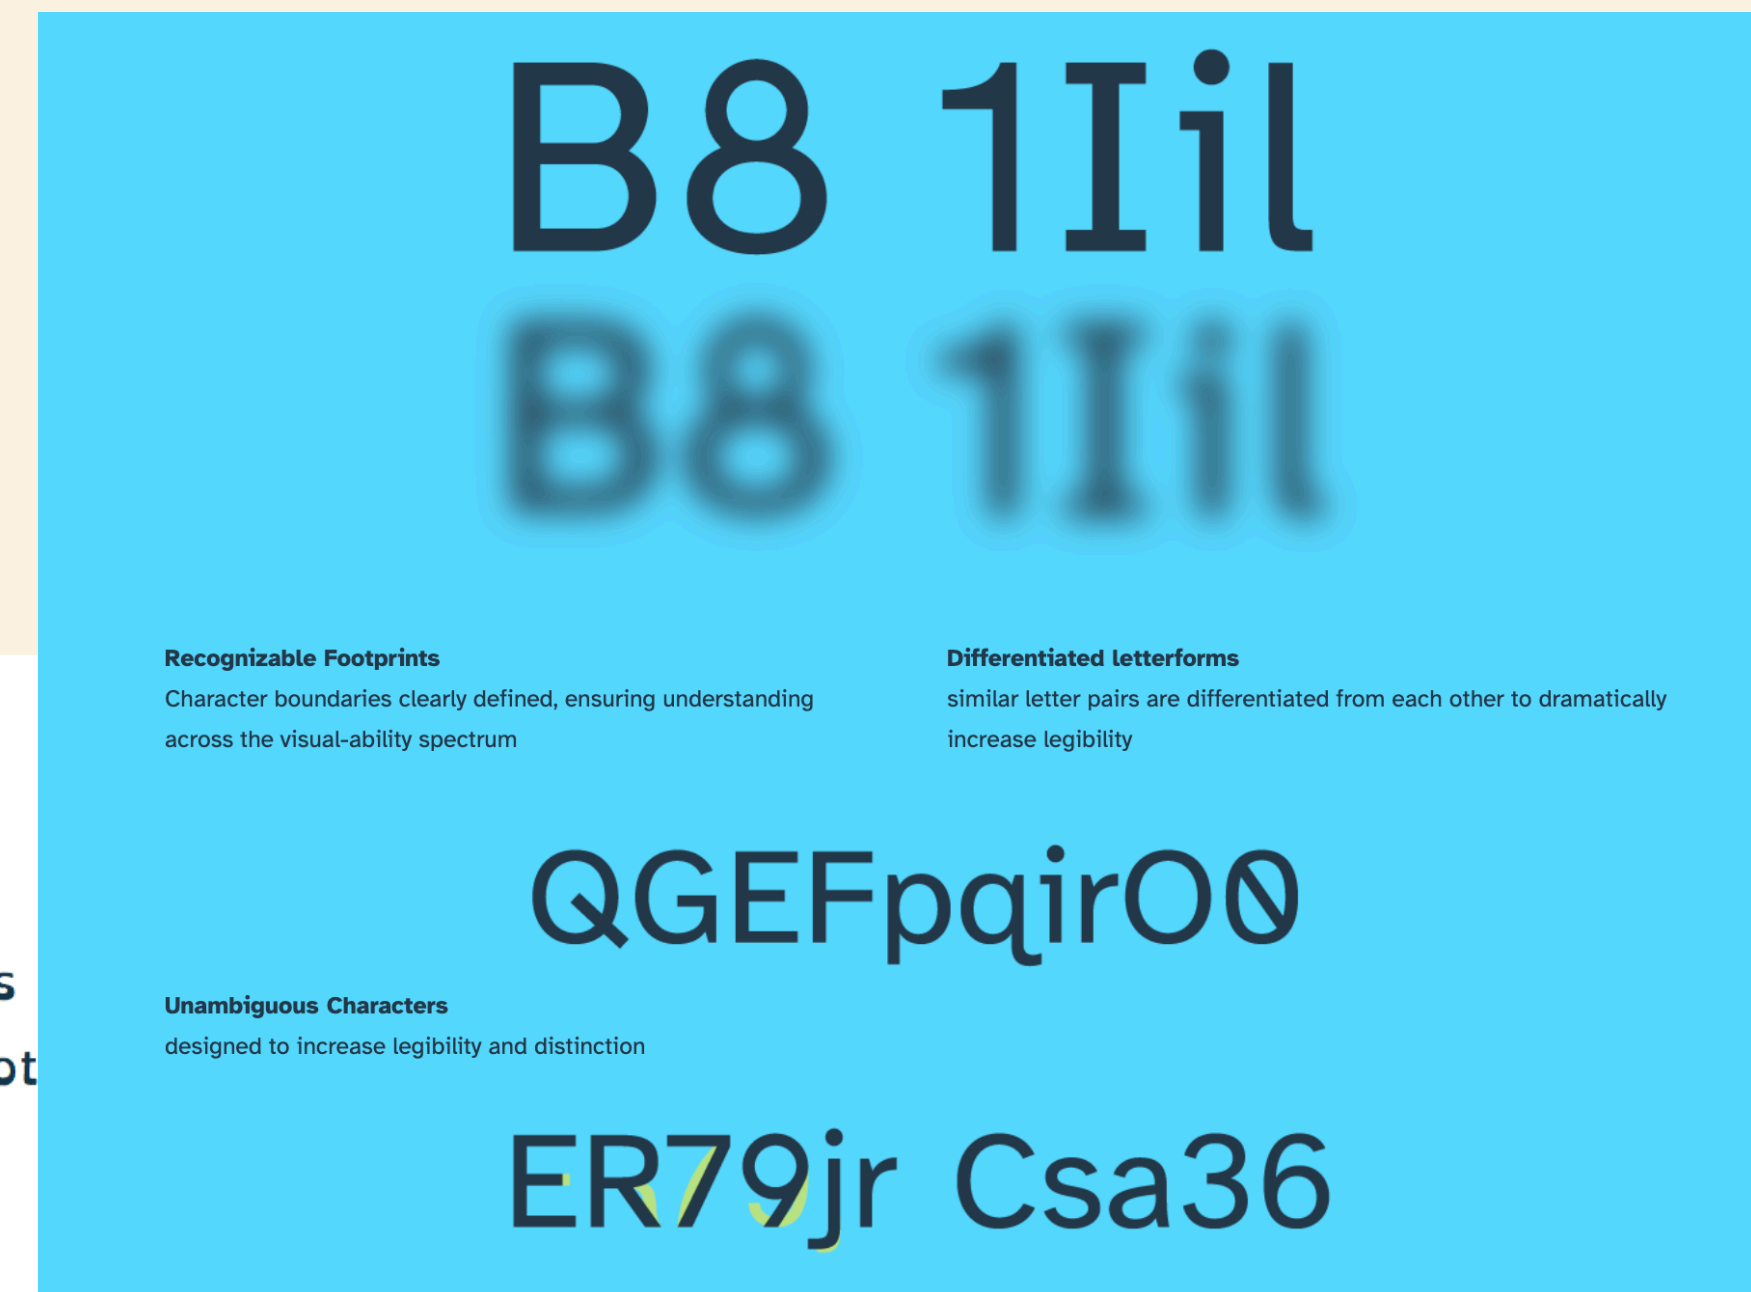 B8 1Iil
B8 1Iil
Recognizable Footprints
Character boundaries clearly defined, ensuring understanding
across the visual-ability spectrum
Differentiated letterforms
similar letter pairs are differentiated from each other to dramatically
increase legibility
QGEFpqirO0
s
ot
Unambiguous Characters
designed to increase legibility and distinction
ER79jr Csa36